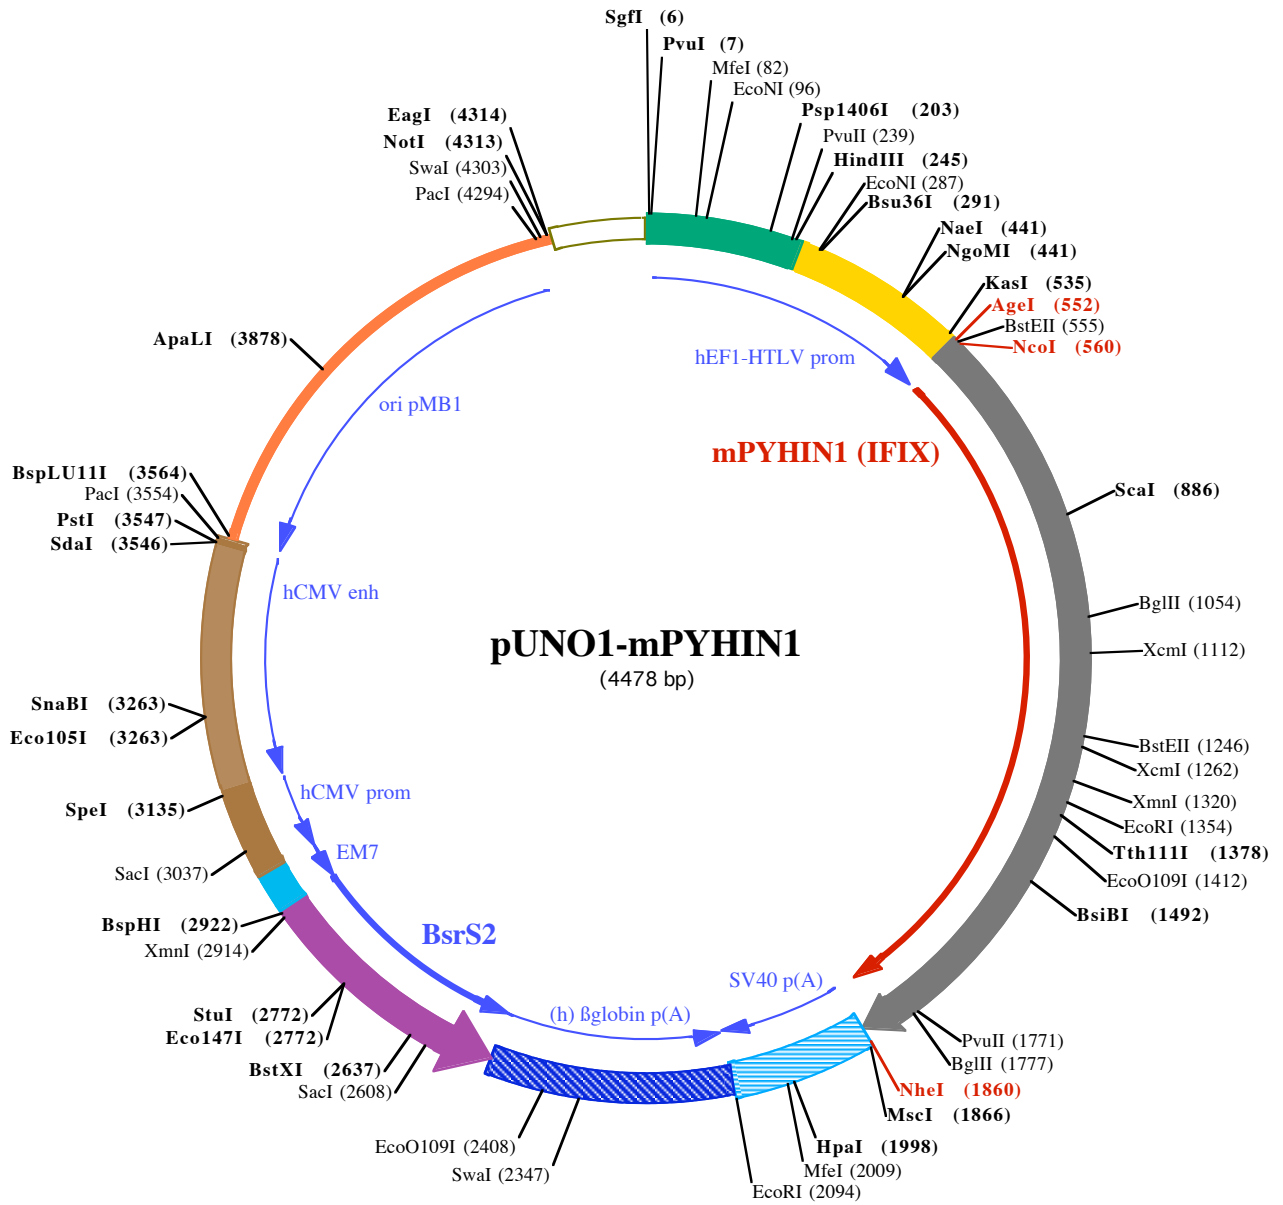 SgfI (6)
PvuI (7)
MfeI (82)
EcoNI (96)
Psp1406I (203)
PvuII (239)
HindIII (245)
EcoNI (287)
Bsu36I (291)
NaeI (441)
NgoMI (441)
KasI (535)
AgeI (552)
BstEII (555)
NcoI (560)
ScaI (886)
BglII (1054)
XcmI (1112)
BstEII (1246)
XcmI (1262)
XmnI (1320)
EcoRI (1354)
Tth111I (1378)
EcoO109I (1412)
BsiBI (1492)
PvuII (1771)
BglII (1777)
NheI (1860)
MscI (1866)
HpaI (1998)
MfeI (2009)
EcoRI (2094)
SwaI (2347)
EcoO109I (2408)
SacI (2608)
BstXI (2637)
Eco147I (2772)
StuI (2772)
XmnI (2914)
BspHI (2922)
SacI (3037)
SpeI (3135)
Eco105I (3263)
SnaBI (3263)
SdaI (3546)
PstI (3547)
PacI (3554)
BspLU11I (3564)
ApaLI (3878)
PacI (4294)
SwaI (4303)
NotI (4313)
EagI (4314)
hEF1-HTLV prom
mPYHIN1 (IFIX)
SV40 p(A)
(h) ßglobin p(A)
BsrS2
EM7
hCMV prom
hCMV enh
ori pMB1
pUNO1-mPYHIN1
(4478 bp)